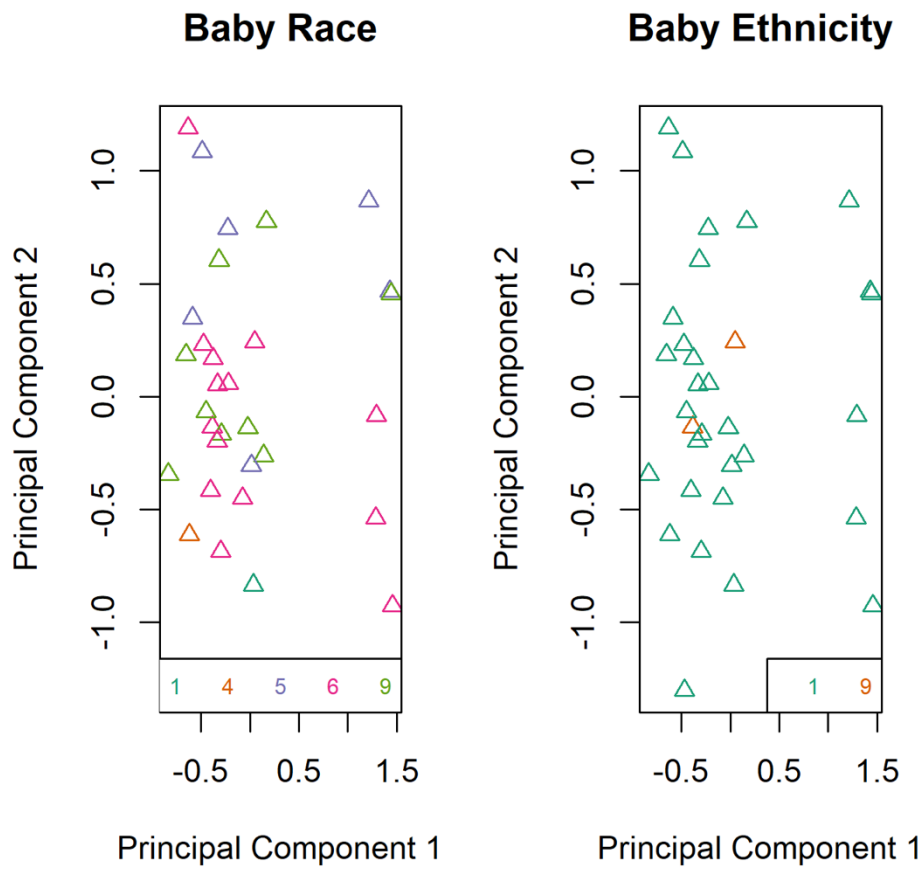 Baby Race
Principal Component 2
1.0
0.5
0.0
-0.5
-1.0
1 4 5 6 9
-0.5 0.5 1.5
Principal Component 1
Baby Ethnicity
Principal Component 2
1.0
0.5
0.0
-0.5
-1.0
1 9
-0.5 0.5 1.5
Principal Component 1